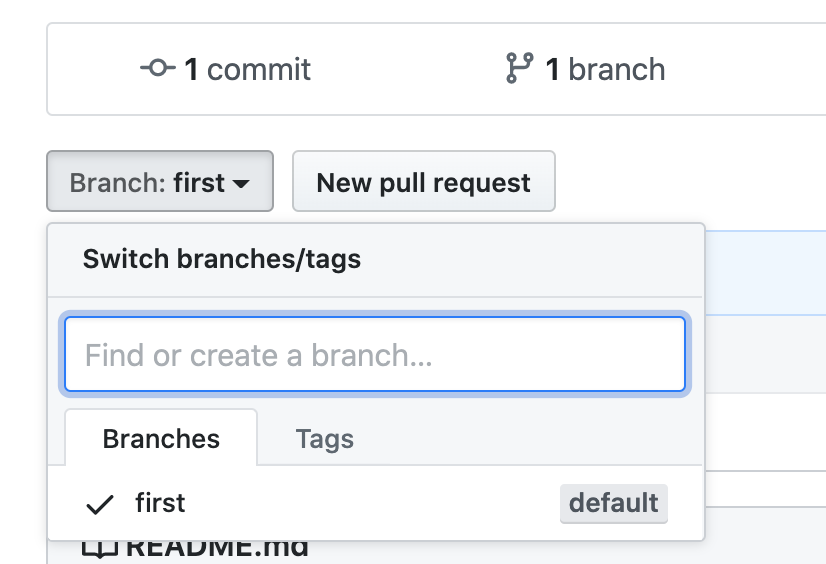 1 commit
1 branch
Branch: first
New pull request
Switch branches/tags
Find or create a branch...
Branches
Tags
first
default
README.md